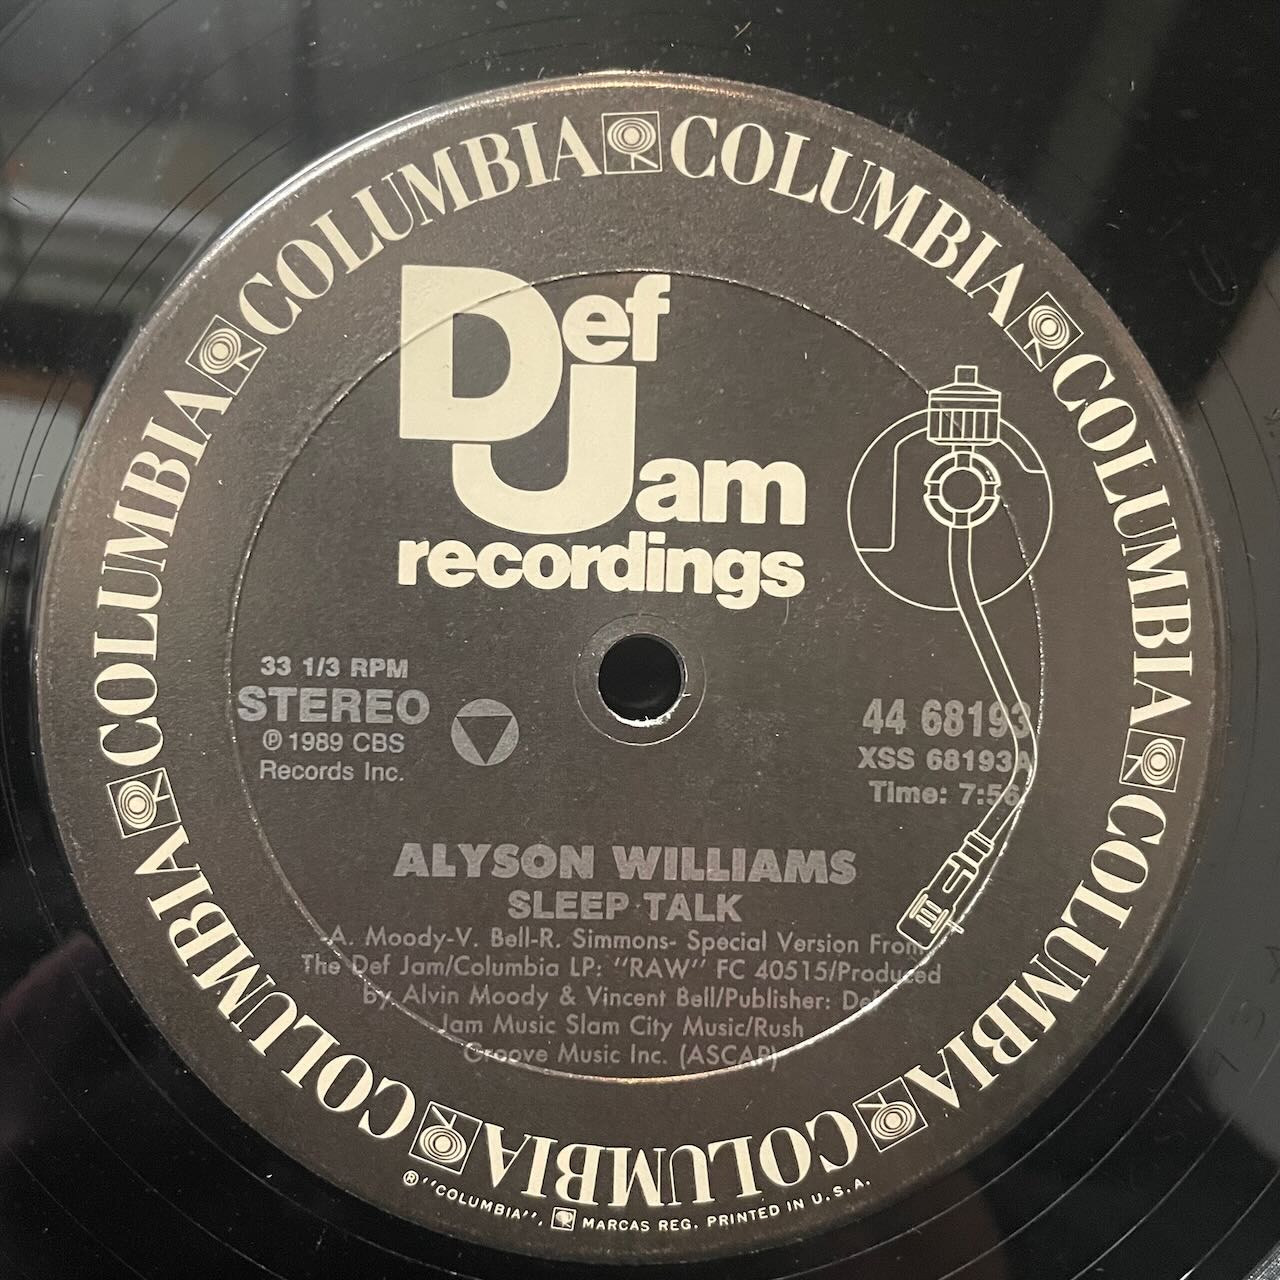 COLUMBIA COLUMBIA COLUMBIA COLUMBIA COLUMBIA COLUMBIA COLUMBIA COLUMBIA COLUMBIA
Def
Jam
recordings
33 1/3 RPM
STEREO
℗ 1989 CBS
Records Inc.
44 68193
XSS 68193A
Time: 7:56
ALYSON WILLIAMS
SLEEP TALK
-A. Moody-V. Bell-R. Simmons- Special Version From
The Def Jam/Columbia LP: "RAW" FC 40515/Produced
By Alvin Moody & Vincent Bell/Publisher: Def
Jam Music Slam City Music/Rush
Groove Music Inc. (ASCAP)
® "COLUMBIA", MARCAS REG. PRINTED IN U.S.A.